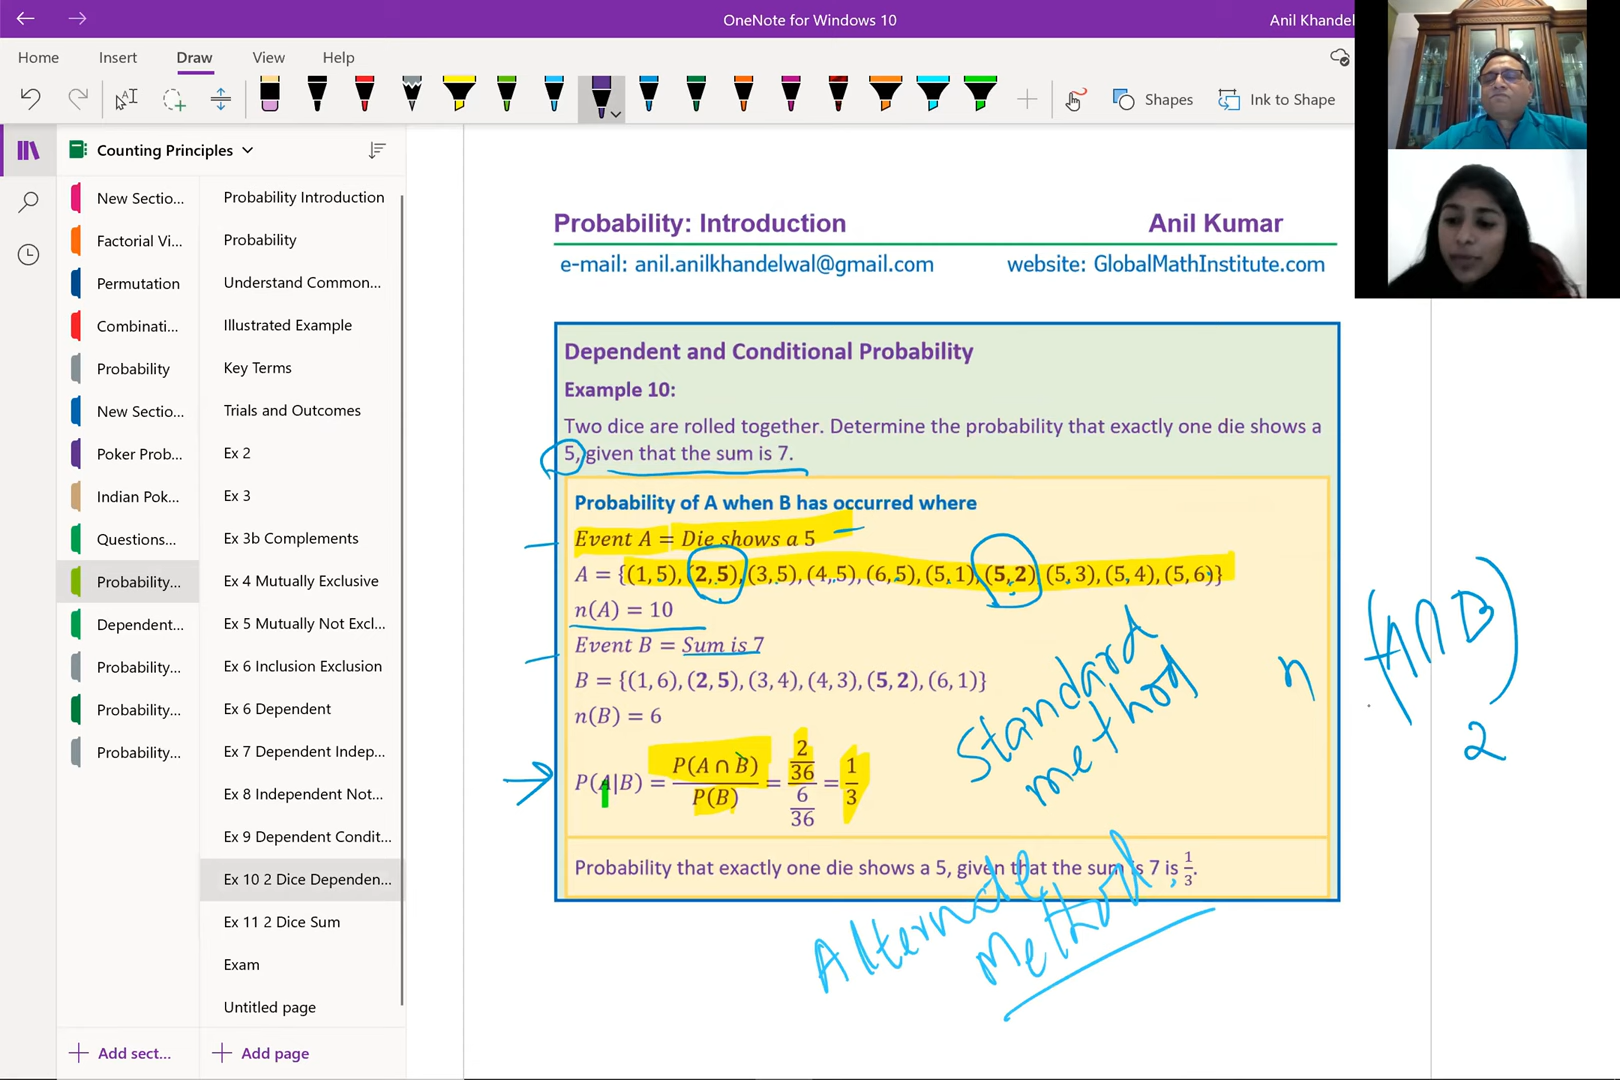 OneNote for Windows 10
Anil Khandel
Home Insert Draw View Help
Shapes Ink to Shape
Counting Principles
New Sectio...
Factorial Vi...
Permutation
Combinati...
Probability
New Sectio...
Poker Prob...
Indian Pok...
Questions...
Probability...
Dependent...
Probability...
Probability...
Probability...
Add sect...
Probability Introduction
Probability
Understand Common...
Illustrated Example
Key Terms
Trials and Outcomes
Ex 2
Ex 3
Ex 3b Complements
Ex 4 Mutually Exclusive
Ex 5 Mutually Not Excl...
Ex 6 Inclusion Exclusion
Ex 6 Dependent
Ex 7 Dependent Indep...
Ex 8 Independent Not...
Ex 9 Dependent Condit...
Ex 10 2 Dice Dependen...
Ex 11 2 Dice Sum
Exam
Untitled page
Add page
Probability: Introduction Anil Kumar
e-mail: anil.anilkhandelwal@gmail.com website: GlobalMathInstitute.com
Dependent and Conditional Probability
Example 10:
Two dice are rolled together. Determine the probability that exactly one die shows a
5, given that the sum is 7.
Probability of A when B has occurred where
Event A = Die shows a 5
A = {(1, 5), (2, 5), (3, 5), (4, 5), (6, 5), (5, 1), (5, 2), (5, 3), (5, 4), (5, 6)}
n(A) = 10
Event B = Sum is 7
B = {(1, 6), (2, 5), (3, 4), (4, 3), (5, 2), (6, 1)}
n(B) = 6
P(A|B) = P(A ∩ B)/P(B) = (2/36)/(6/36) = 1/3
Standard
method
n (A∩B)
2
Probability that exactly one die shows a 5, given that the sum is 7 is 1/3.
Alternate
Method